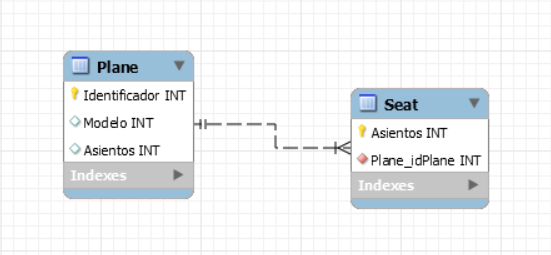 Plane
Identificador INT
Modelo INT
Asientos INT
Indexes
Seat
Asientos INT
Plane_idPlane INT
Indexes